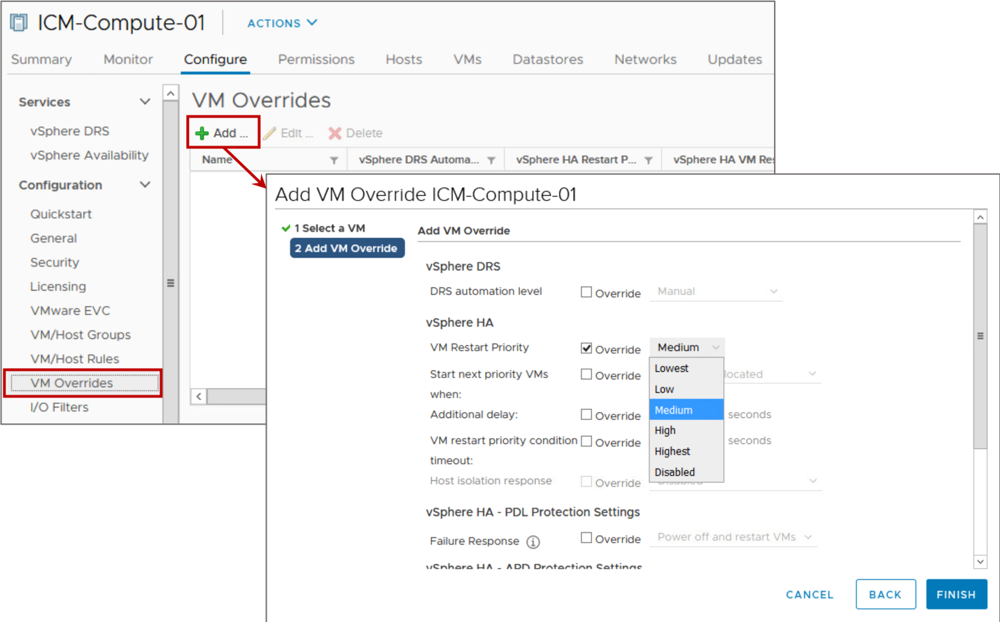 ICM-Compute-01
ACTIONS
Summary Monitor Configure Permissions Hosts VMs Datastores Networks Updates
Services
vSphere DRS
vSphere Availability
Configuration
Quickstart
General
Security
Licensing
VMware EVC
VM/Host Groups
VM/Host Rules
VM Overrides
I/O Filters
VM Overrides
Add ... Edit ... Delete
Name vSphere DRS Automa... vSphere HA Restart P... vSphere HA VM Res
Add VM Override ICM-Compute-01
1 Select a VM
2 Add VM Override
Add VM Override
vSphere DRS
DRS automation level Override Manual
vSphere HA
VM Restart Priority Override Medium
Lowest
Low
Medium
High
Highest
Disabled
Start next priority VMs Override located
when:
Additional delay: Override seconds
VM restart priority condition Override seconds
timeout:
Host isolation response Override Disabled
vSphere HA - PDL Protection Settings
Failure Response Override Power off and restart VMs
vSphere HA - APD Protection Settings
CANCEL BACK FINISH